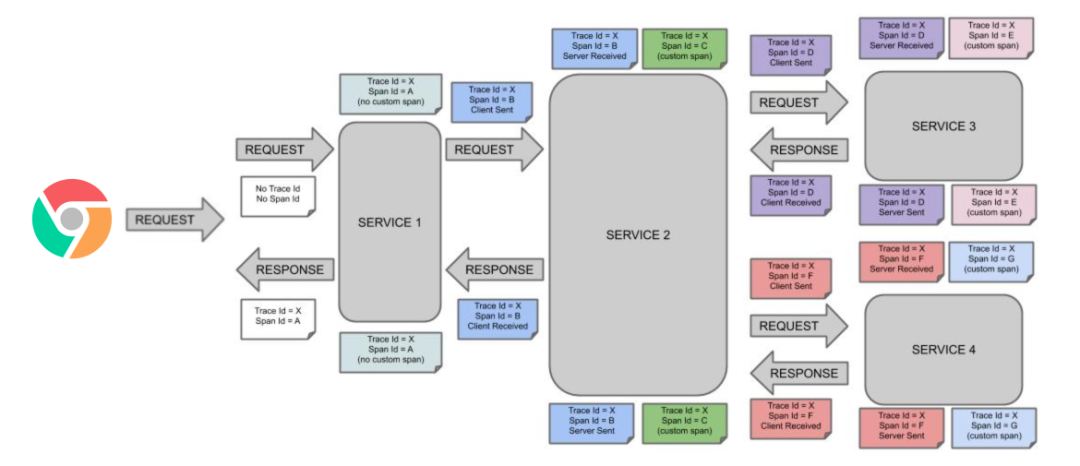 REQUEST
REQUEST
No Trace Id
No Span Id
RESPONSE
Trace Id = X
Span Id = A
Trace Id = X
Span Id = A
(no custom span)
SERVICE 1
Trace Id = X
Span Id = A
(no custom span)
Trace Id = X
Span Id = B
Client Sent
REQUEST
RESPONSE
Trace Id = X
Span Id = B
Client Received
Trace Id = X
Span Id = B
Server Received
Trace Id = X
Span Id = C
(custom span)
SERVICE 2
Trace Id = X
Span Id = B
Server Sent
Trace Id = X
Span Id = C
(custom span)
Trace Id = X
Span Id = D
Client Sent
REQUEST
RESPONSE
Trace Id = X
Span Id = D
Client Received
Trace Id = X
Span Id = D
Server Received
Trace Id = X
Span Id = E
(custom span)
SERVICE 3
Trace Id = X
Span Id = D
Server Sent
Trace Id = X
Span Id = E
(custom span)
Trace Id = X
Span Id = F
Client Sent
REQUEST
RESPONSE
Trace Id = X
Span Id = F
Client Received
Trace Id = X
Span Id = F
Server Received
Trace Id = X
Span Id = G
(custom span)
SERVICE 4
Trace Id = X
Span Id = F
Server Sent
Trace Id = X
Span Id = G
(custom span)